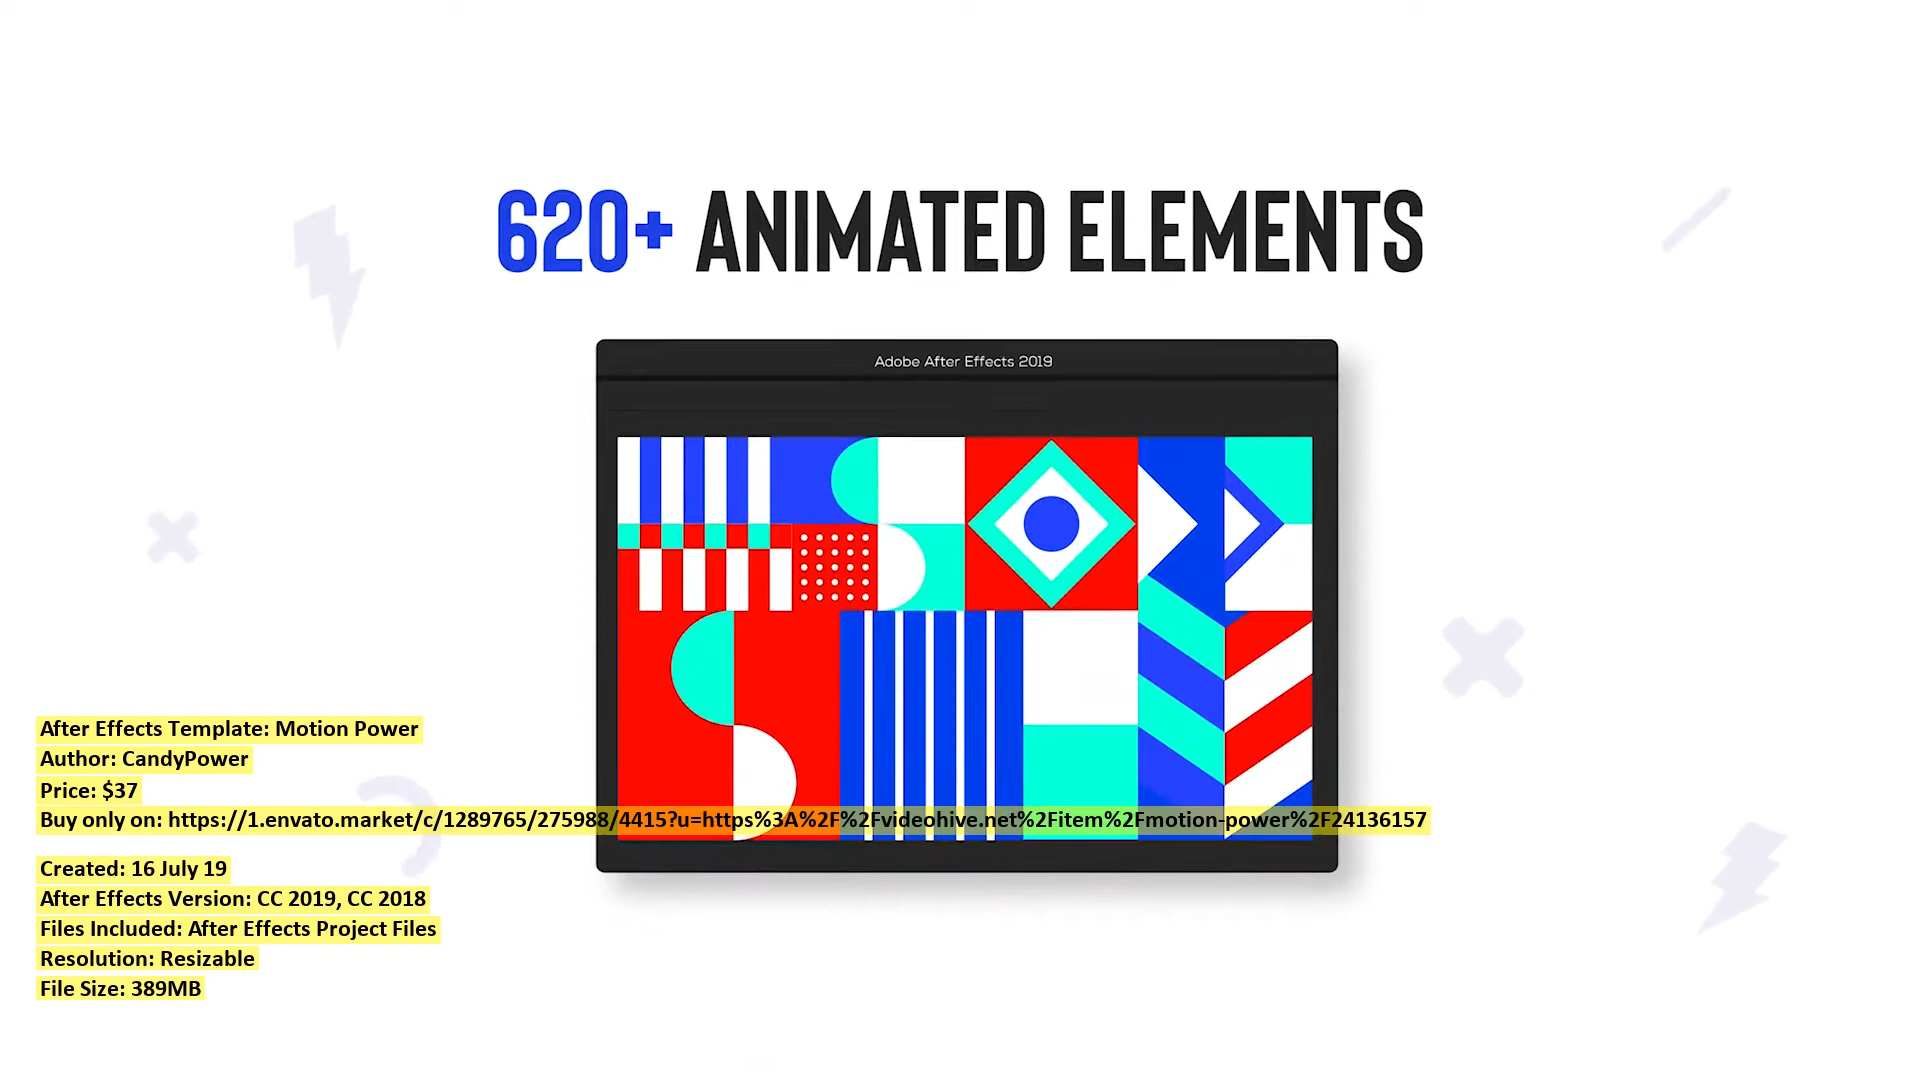 620+ ANIMATED ELEMENTS
Adobe After Effects 2019
After Effects Template: Motion Power
Author: CandyPower
Price: $37
Buy only on: https://1.envato.market/c/1289765/275988/4415?u=https%3A%2F%2Fvideohive.net%2Fitem%2Fmotion-power%2F24136157
Created: 16 July 19
After Effects Version: CC 2019, CC 2018
Files Included: After Effects Project Files
Resolution: Resizable
File Size: 389MB